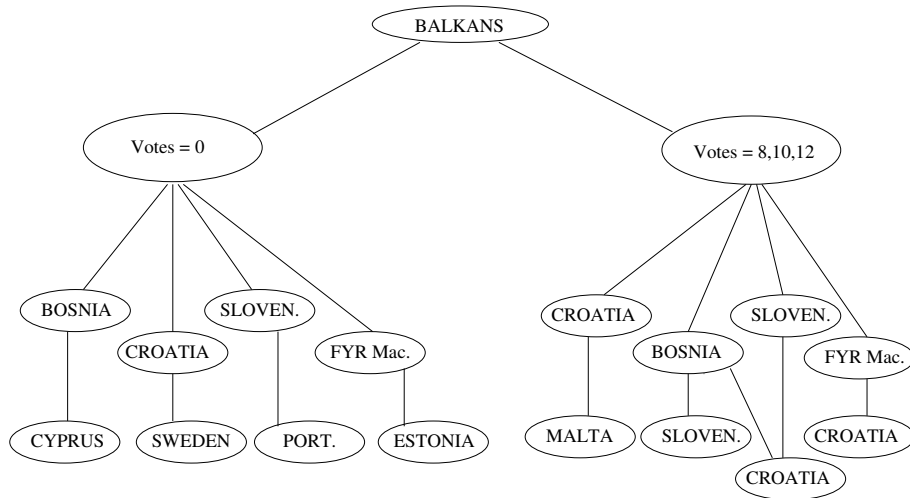 BALKANS
Votes = 0
Votes = 8,10,12
BOSNIA
SLOVEN.
CROATIA
FYR Mac.
CROATIA
SLOVEN.
BOSNIA
FYR Mac.
CYPRUS
SWEDEN
PORT.
ESTONIA
MALTA
SLOVEN.
CROATIA
CROATIA